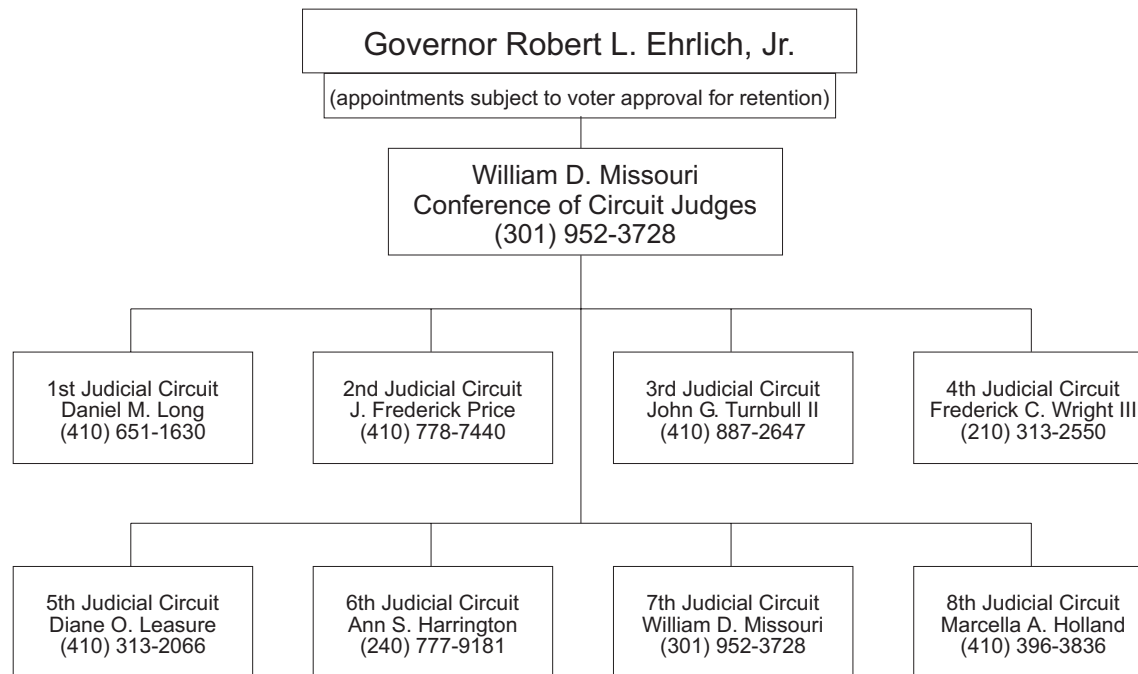 Governor Robert L. Ehrlich, Jr.
(appointments subject to voter approval for retention)
William D. Missouri
Conference of Circuit Judges
(301) 952-3728
1st Judicial Circuit
Daniel M. Long
(410) 651-1630
2nd Judicial Circuit
J. Frederick Price
(410) 778-7440
3rd Judicial Circuit
John G. Turnbull II
(410) 887-2647
4th Judicial Circuit
Frederick C. Wright III
(210) 313-2550
5th Judicial Circuit
Diane O. Leasure
(410) 313-2066
6th Judicial Circuit
Ann S. Harrington
(240) 777-9181
7th Judicial Circuit
William D. Missouri
(301) 952-3728
8th Judicial Circuit
Marcella A. Holland
(410) 396-3836